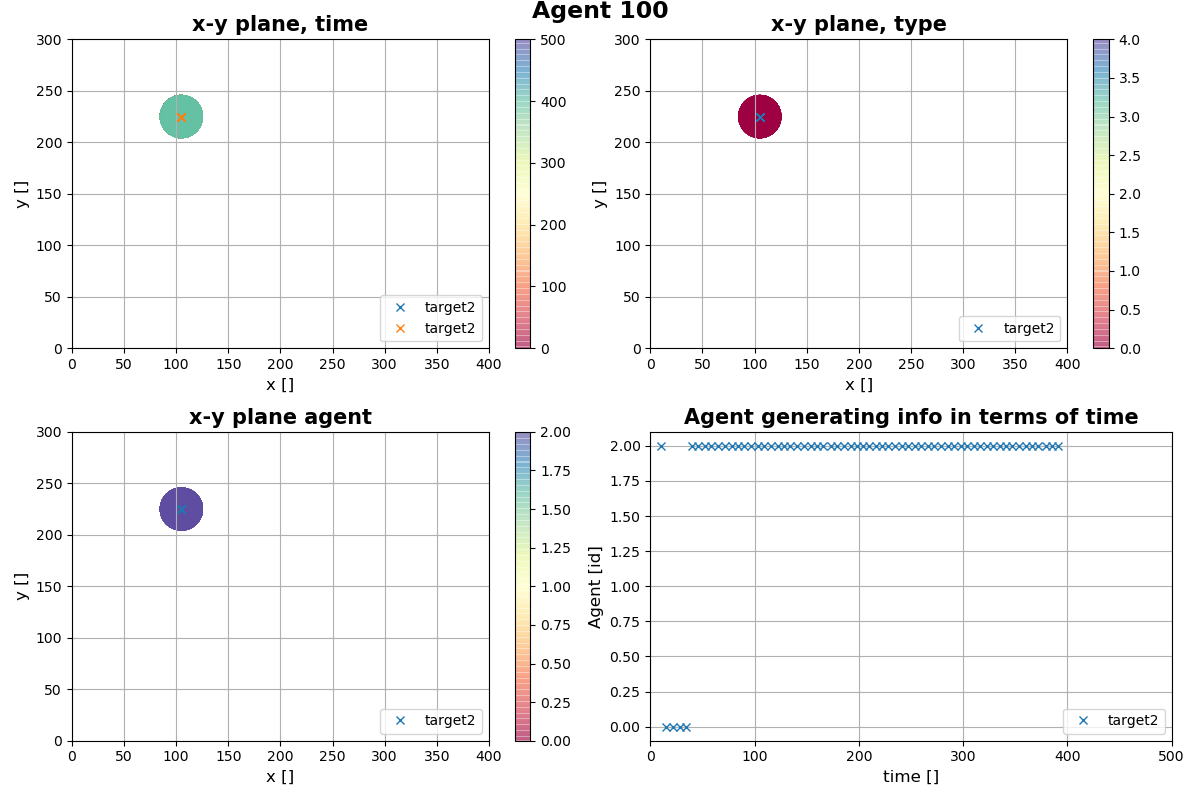 Agent 100
x-y plane, time
300
250
200
150
100
50
0
y []
0 50 100 150 200 250 300 350 400
x []
target2
target2
500
400
300
200
100
0
x-y plane, type
300
250
200
150
100
50
0
y []
0 50 100 150 200 250 300 350 400
x []
target2
4.0
3.5
3.0
2.5
2.0
1.5
1.0
0.5
0.0
x-y plane agent
300
250
200
150
100
50
0
y []
0 50 100 150 200 250 300 350 400
x []
target2
2.00
1.75
1.50
1.25
1.00
0.75
0.50
0.25
0.00
Agent generating info in terms of time
2.00
1.75
1.50
1.25
1.00
0.75
0.50
0.25
0.00
Agent [id]
0 100 200 300 400 500
time []
target2